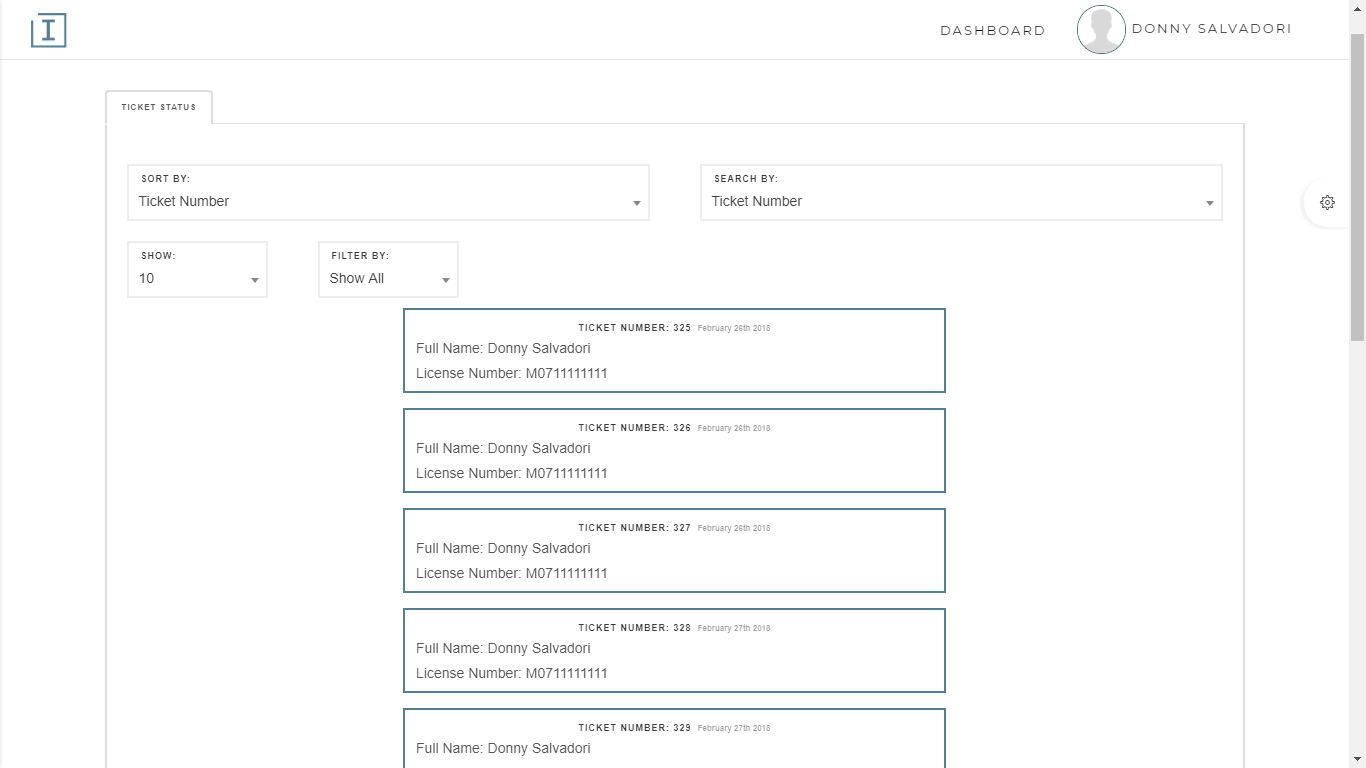 I
DASHBOARD
DONNY SALVADORI
TICKET STATUS
SORT BY:
Ticket Number
SEARCH BY:
Ticket Number
SHOW:
10
FILTER BY:
Show All
TICKET NUMBER: 325 February 26th 2018
Full Name: Donny Salvadori
License Number: M0711111111
TICKET NUMBER: 326 February 26th 2018
Full Name: Donny Salvadori
License Number: M0711111111
TICKET NUMBER: 327 February 26th 2018
Full Name: Donny Salvadori
License Number: M0711111111
TICKET NUMBER: 328 February 27th 2018
Full Name: Donny Salvadori
License Number: M0711111111
TICKET NUMBER: 329 February 27th 2018
Full Name: Donny Salvadori